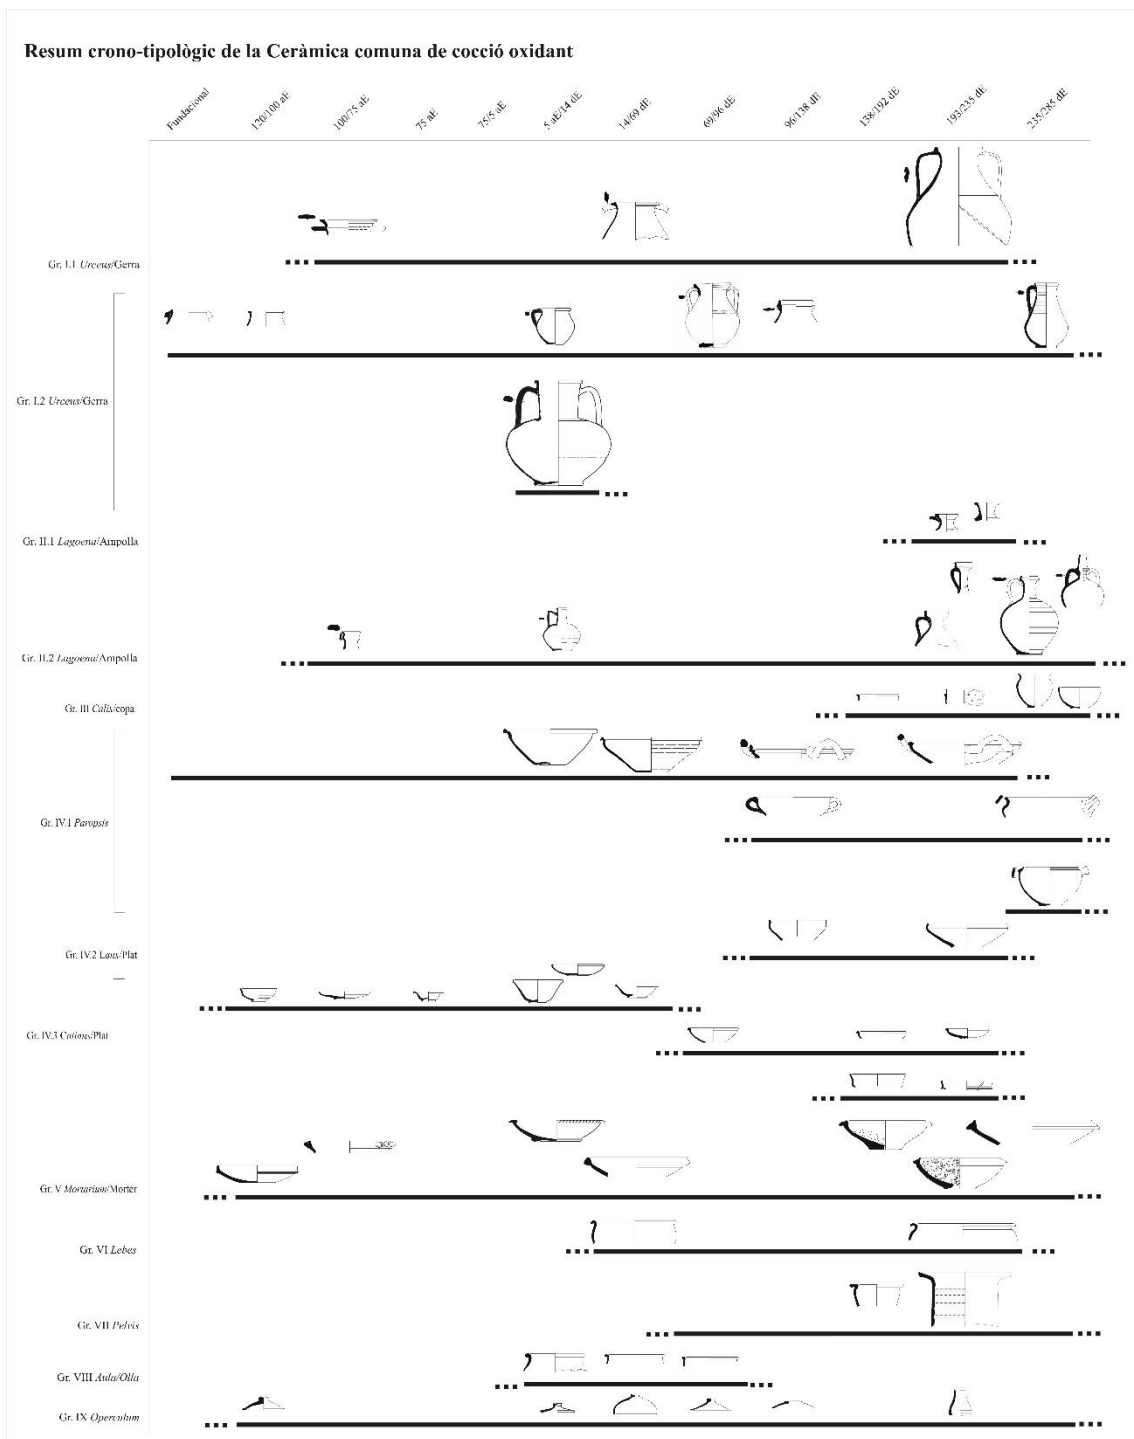 Resum crono-tipològic de la Ceràmica comuna de cocció oxidant
Fundacional
120/100 aE
100/75 aE
75 aE
75/5 aE
5 aE/14 dE
14/69 dE
69/96 dE
96/138 dE
138/192 dE
193/235 dE
235/285 dE
Gr. I.1 Urceus/Gerra
Gr. I.2 Urceus/Gerra
Gr. II.1 Lagoena/Ampolla
Gr. II.2 Lagoena/Ampolla
Gr. III Calix/copa
Gr. IV.1 Paropsis
Gr. IV.2 Lanx/Plat
Gr. IV.3 Catinus/Plat
Gr. V Mortarium/Morter
Gr. VI Lebes
Gr. VII Pelvis
Gr. VIII Aula/Olla
Gr. IX Operculum